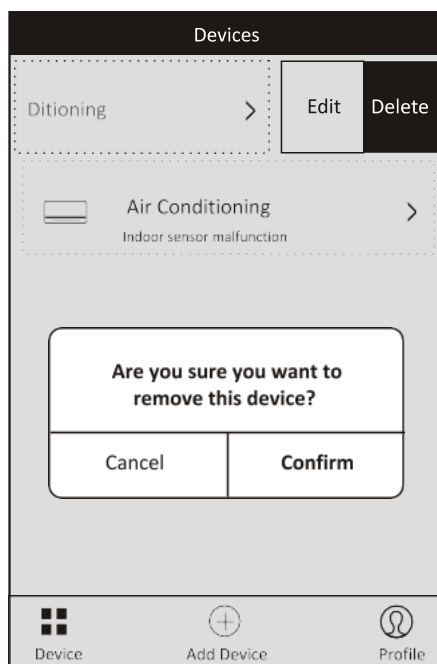 Devices
Ditioning
Edit
Delete
Air Conditioning
Indoor sensor malfunction
Are you sure you want to
remove this device?
Cancel
Confirm
Device
Add Device
Profile